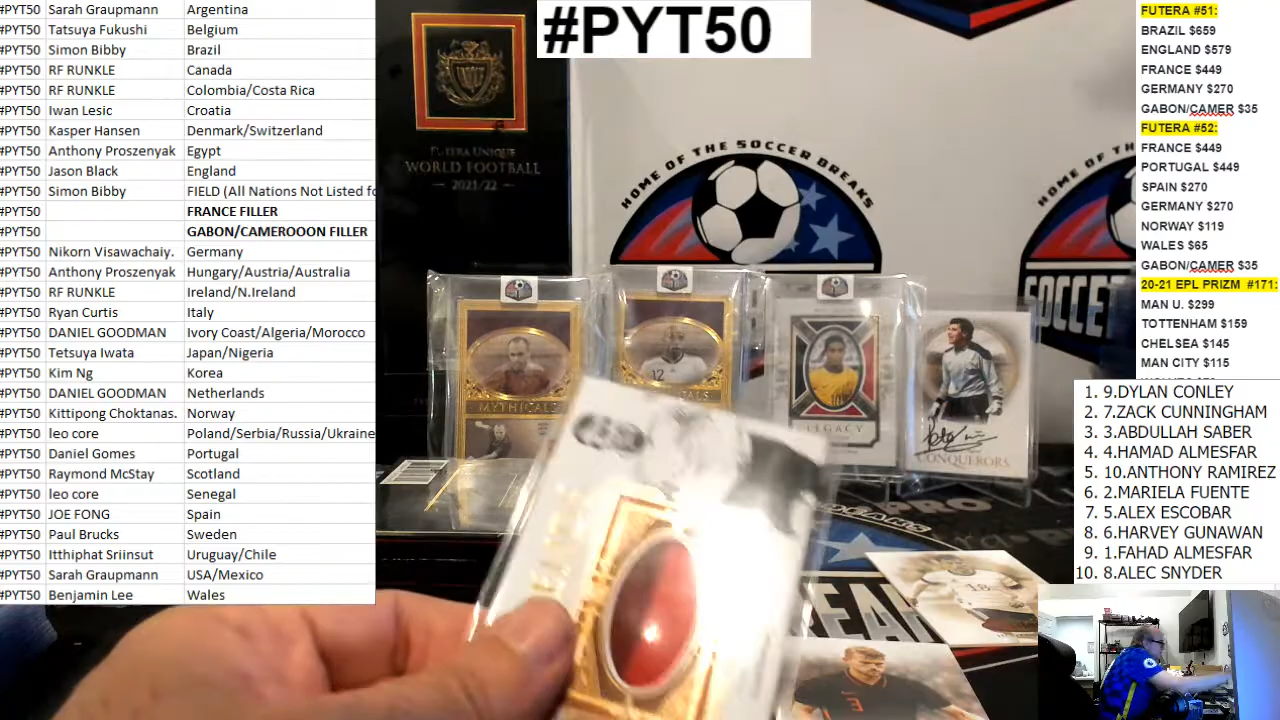 #PYT50 Sarah Graupmann Argentina
#PYT50 Tatsuya Fukushi Belgium
#PYT50 Simon Bibby Brazil
#PYT50 RF RUNKLE Canada
#PYT50 RF RUNKLE Colombia/Costa Rica
#PYT50 Iwan Lesic Croatia
#PYT50 Kasper Hansen Denmark/Switzerland
#PYT50 Anthony Proszenyak Egypt
#PYT50 Jason Black England
#PYT50 Simon Bibby FIELD (All Nations Not Listed fo
#PYT50 FRANCE FILLER
#PYT50 GABON/CAMEROOON FILLER
#PYT50 Nikorn Visawachaiy. Germany
#PYT50 Anthony Proszenyak Hungary/Austria/Australia
#PYT50 RF RUNKLE Ireland/N.Ireland
#PYT50 Ryan Curtis Italy
#PYT50 DANIEL GOODMAN Ivory Coast/Algeria/Morocco
#PYT50 Tetsuya Iwata Japan/Nigeria
#PYT50 Kim Ng Korea
#PYT50 DANIEL GOODMAN Netherlands
#PYT50 Kittipong Choktanas. Norway
#PYT50 leo core Poland/Serbia/Russia/Ukraine
#PYT50 Daniel Gomes Portugal
#PYT50 Raymond McStay Scotland
#PYT50 leo core Senegal
#PYT50 JOE FONG Spain
#PYT50 Paul Brucks Sweden
#PYT50 Itthiphat Sriinsut Uruguay/Chile
#PYT50 Sarah Graupmann USA/Mexico
#PYT50 Benjamin Lee Wales
#PYT50
FUTERA UNIQUE
WORLD FOOTBALL
2021/22
HOME OF THE SOCCER BREAKS
HOME OF TH
SOCCER
MYTHICALS
12
CALS
10
LEGACY
CONQUERORS
18
BREAK
3
FUTERA #51:
BRAZIL $659
ENGLAND $579
FRANCE $449
GERMANY $270
GABON/CAMER $35
FUTERA #52:
FRANCE $449
PORTUGAL $449
SPAIN $270
GERMANY $270
NORWAY $119
WALES $65
GABON/CAMER $35
20-21 EPL PRIZM #171:
MAN U. $299
TOTTENHAM $159
CHELSEA $145
MAN CITY $115
1. 9.DYLAN CONLEY
2. 7.ZACK CUNNINGHAM
3. 3.ABDULLAH SABER
4. 4.HAMAD ALMESFAR
5. 10.ANTHONY RAMIREZ
6. 2.MARIELA FUENTE
7. 5.ALEX ESCOBAR
8. 6.HARVEY GUNAWAN
9. 1.FAHAD ALMESFAR
10. 8.ALEC SNYDER